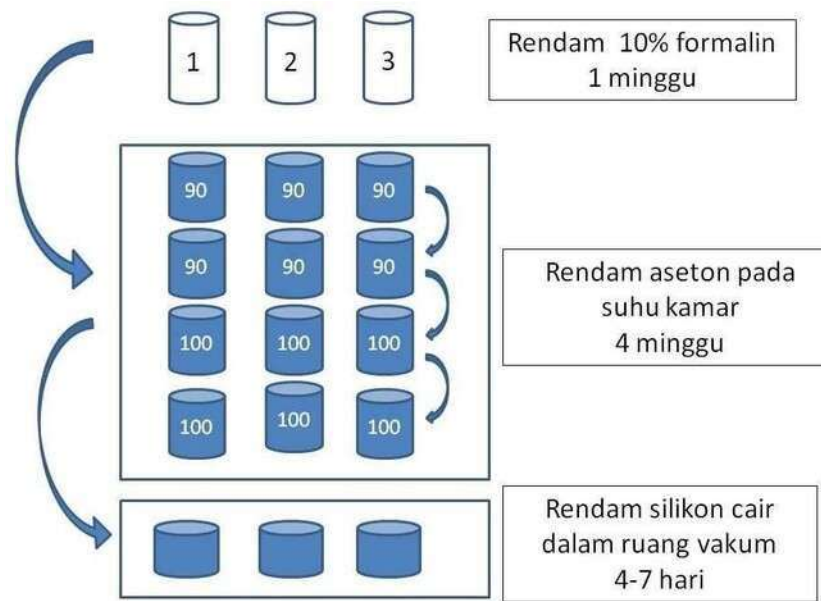 1 2 3
Rendam 10% formalin
1 minggu
90 90 90
90 90 90
100 100 100
100 100 100
Rendam aseton pada
suhu kamar
4 minggu
Rendam silikon cair
dalam ruang vakum
4-7 hari